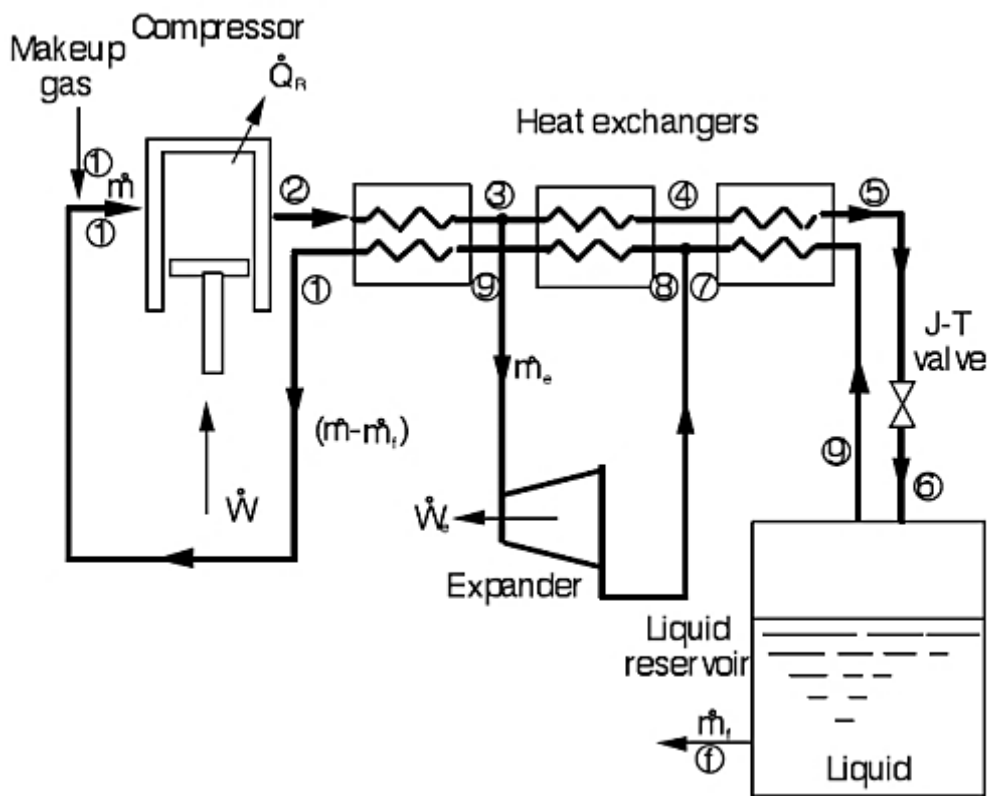 Compressor
Makeup
gas
Q̇R
Heat exchangers
①
ṁ
①
②
③
④
⑤
①
⑨
⑧
⑦
J-T
valve
ṁe
(ṁ-ṁf)
⑨
⑥
Ẇ
Ẇe
Expander
Liquid
reservoir
ṁf
ⓕ
Liquid